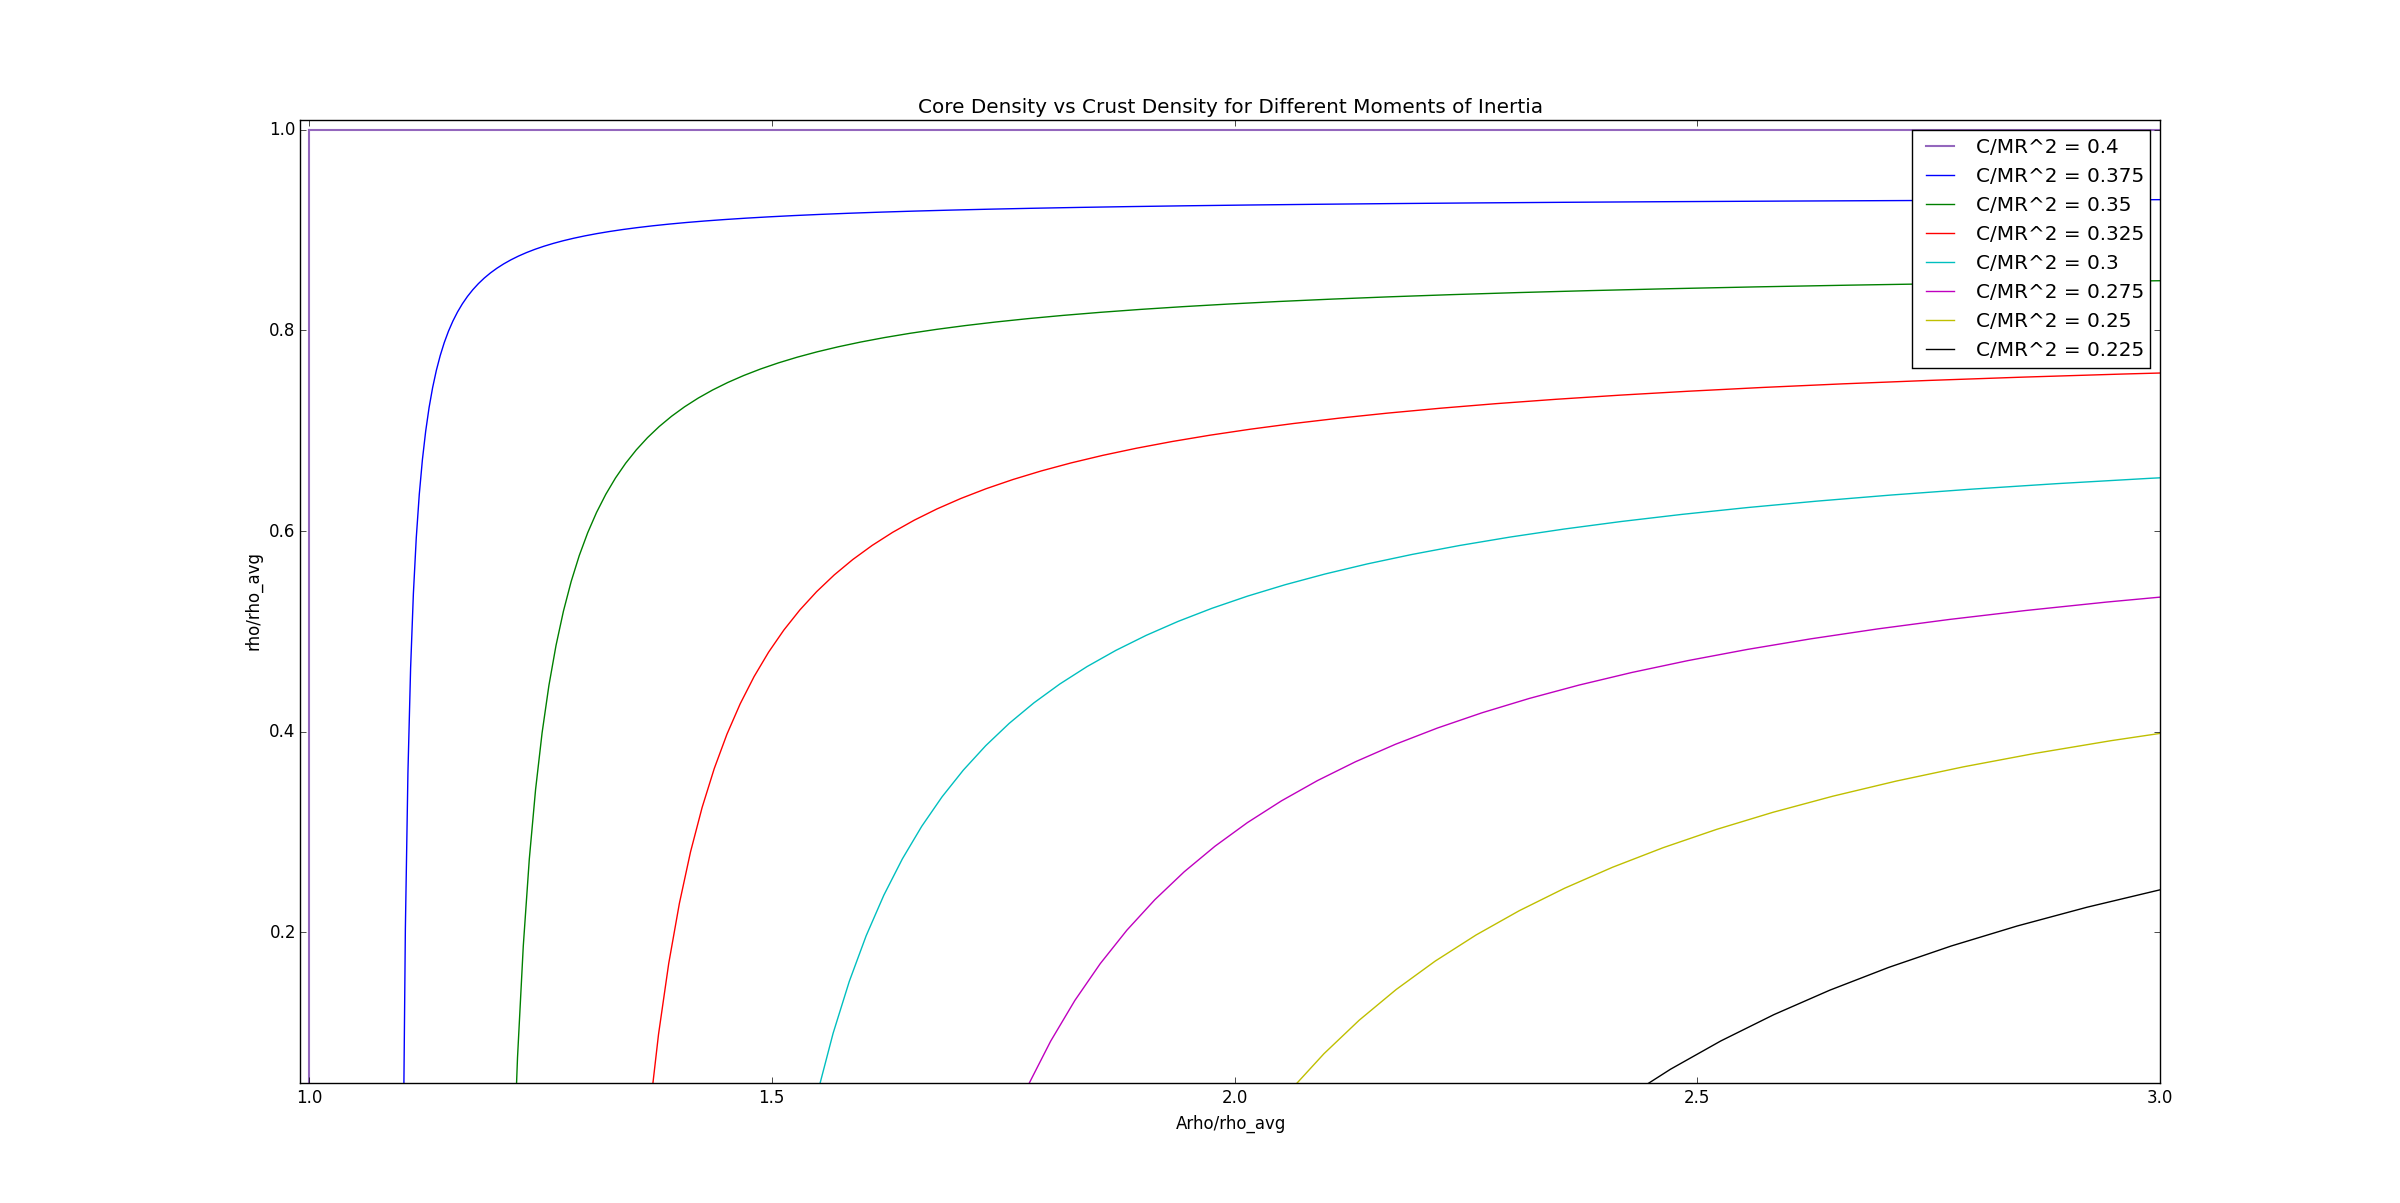 Core Density vs Crust Density for Different Moments of Inertia
1.0
0.8
0.6
0.4
0.2
rho/rho_avg
C/MR^2 = 0.4
C/MR^2 = 0.375
C/MR^2 = 0.35
C/MR^2 = 0.325
C/MR^2 = 0.3
C/MR^2 = 0.275
C/MR^2 = 0.25
C/MR^2 = 0.225
1.0 1.5 2.0 2.5 3.0
Arho/rho_avg